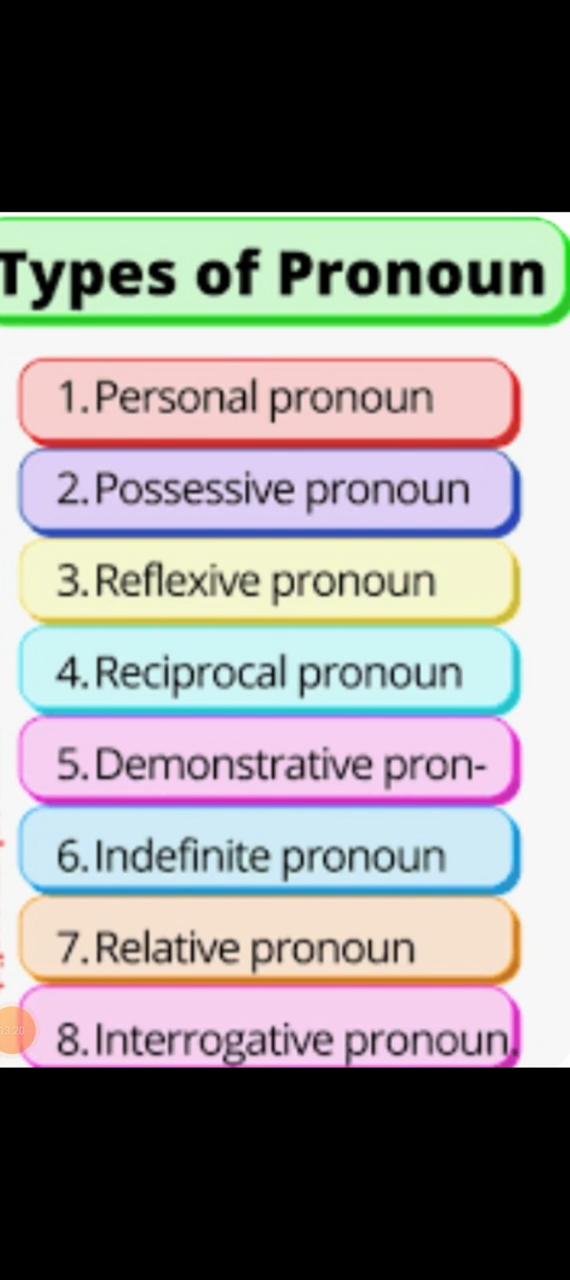 Types of Pronoun
1. Personal pronoun
2. Possessive pronoun
3. Reflexive pronoun
4. Reciprocal pronoun
5. Demonstrative pron-
6. Indefinite pronoun
7. Relative pronoun
8. Interrogative pronoun.